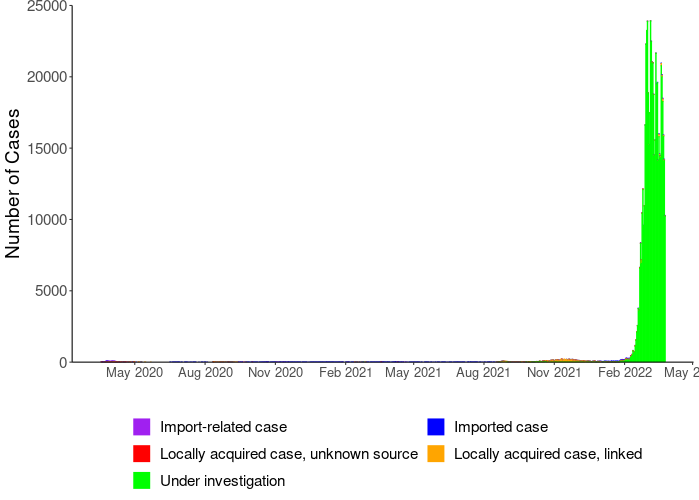 25000
20000
15000
10000
5000
0
Number of Cases
May 2020 Aug 2020 Nov 2020 Feb 2021 May 2021 Aug 2021 Nov 2021 Feb 2022 May 2
Import-related case Imported case
Locally acquired case, unknown source Locally acquired case, linked
Under investigation